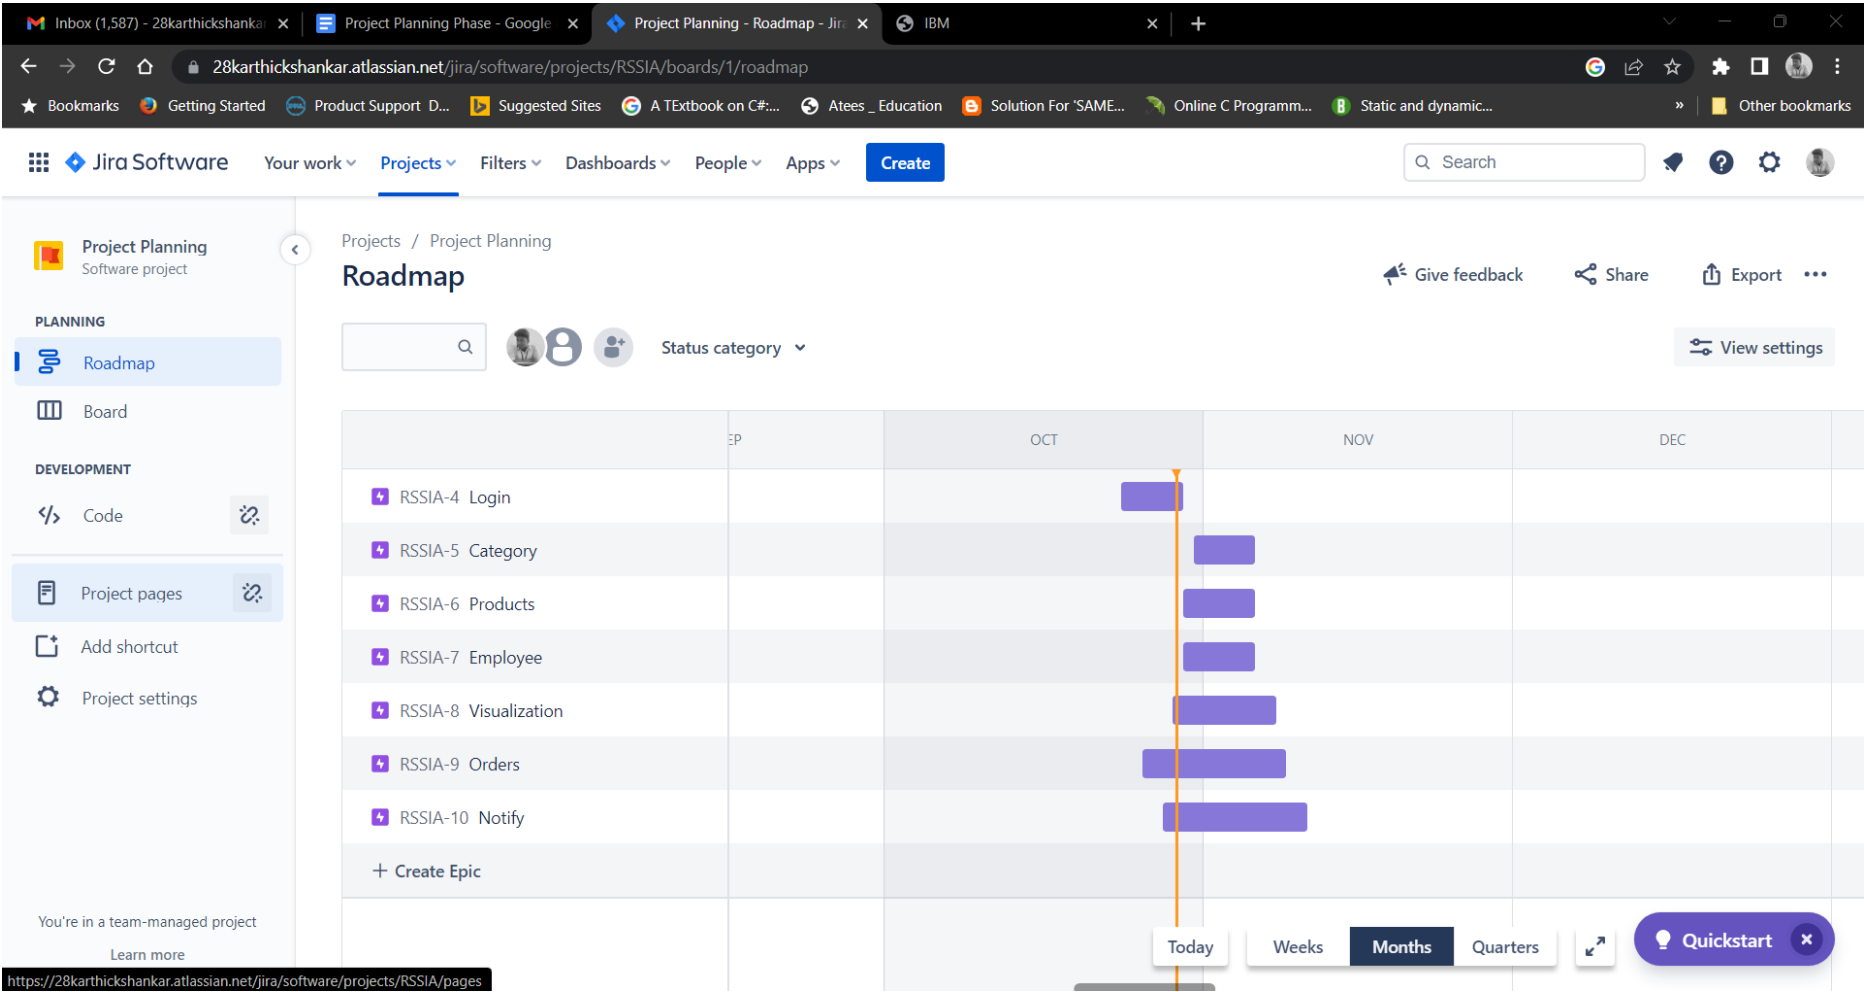 Inbox (1,587) - 28karthickshankar
Project Planning Phase - Google
Project Planning - Roadmap - Jira
IBM
28karthickshankar.atlassian.net/jira/software/projects/RSSIA/boards/1/roadmap
Bookmarks
Getting Started
Product Support D...
Suggested Sites
A TExtbook on C#:...
Atees _ Education
Solution For 'SAME...
Online C Programm...
Static and dynamic...
»
Other bookmarks
Jira Software
Your work
Projects
Filters
Dashboards
People
Apps
Create
Search
Project Planning
Software project
Projects / Project Planning
Roadmap
Give feedback
Share
Export
PLANNING
Roadmap
Board
DEVELOPMENT
Code
Project pages
Add shortcut
Project settings
Status category
View settings
EP
OCT
NOV
DEC
RSSIA-4 Login
RSSIA-5 Category
RSSIA-6 Products
RSSIA-7 Employee
RSSIA-8 Visualization
RSSIA-9 Orders
RSSIA-10 Notify
+ Create Epic
You're in a team-managed project
Learn more
Today
Weeks
Months
Quarters
Quickstart
https://28karthickshankar.atlassian.net/jira/software/projects/RSSIA/pages